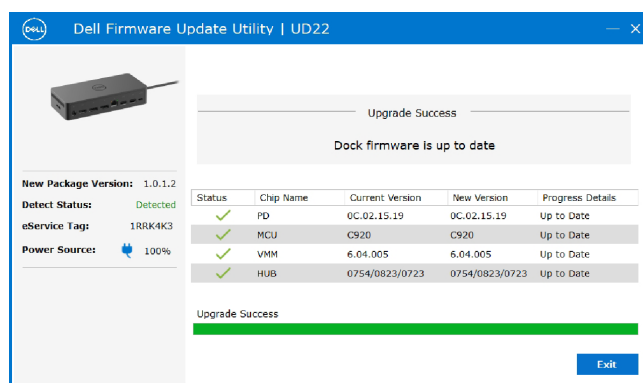 DELL Dell Firmware Update Utility | UD22
Upgrade Success
Dock firmware is up to date
New Package Version: 1.0.1.2
Detect Status: Detected
eService Tag: 1RRK4K3
Power Source: 100%
Status Chip Name Current Version New Version Progress Details
PD 0C.02.15.19 0C.02.15.19 Up to Date
MCU C920 C920 Up to Date
VMM 6.04.005 6.04.005 Up to Date
HUB 0754/0823/0723 0754/0823/0723 Up to Date
Upgrade Success
Exit